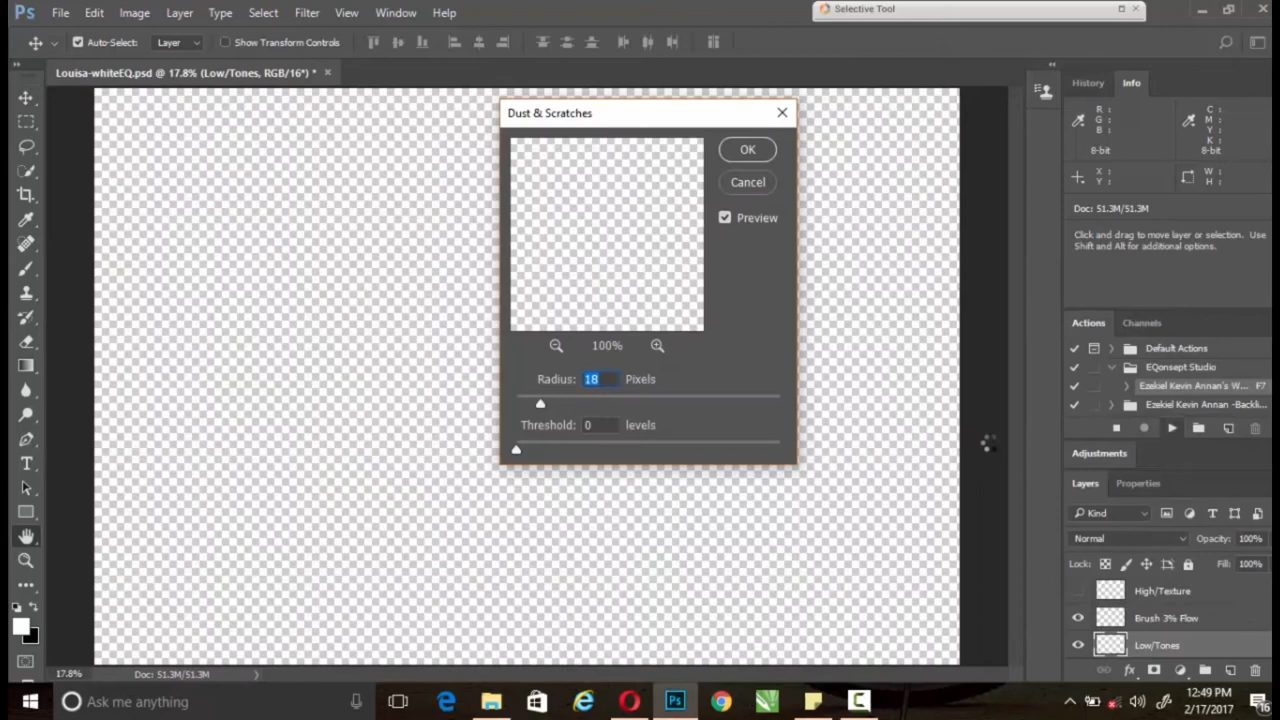 Ps File Edit Image Layer Type Select Filter View Window Help
Selective Tool
Auto-Select: Layer Show Transform Controls
Louisa-whiteEQ.psd @ 17.8% (Low/Tones, RGB/16*) *
Dust & Scratches
OK
Cancel
Preview
100%
Radius: 18 Pixels
Threshold: 0 levels
History Info
R : C :
G : M :
B : Y :
K :
8-bit 8-bit
X : W :
Y : H :
Doc: 51.3M/51.3M
Click and drag to move layer or selection. Use
Shift and Alt for additional options.
Actions Channels
Default Actions
EQonsept Studio
Ezekiel Kevin Annan's W... F7
Ezekiel Kevin Annan -Backli...
Adjustments
Layers Properties
Kind
Normal Opacity: 100%
Lock: Fill: 100%
High/Texture
Brush 3% Flow
Low/Tones
fx
17.8% Doc: 51.3M/51.3M
Ask me anything
Ps
12:49 PM
2/17/2017
16